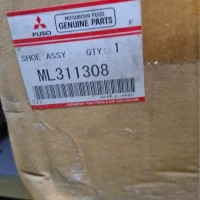 FUSO
MITSUBISHI FUSO
GENUINE PARTS
F
SHOE ASSY QTY: 1
ML311308